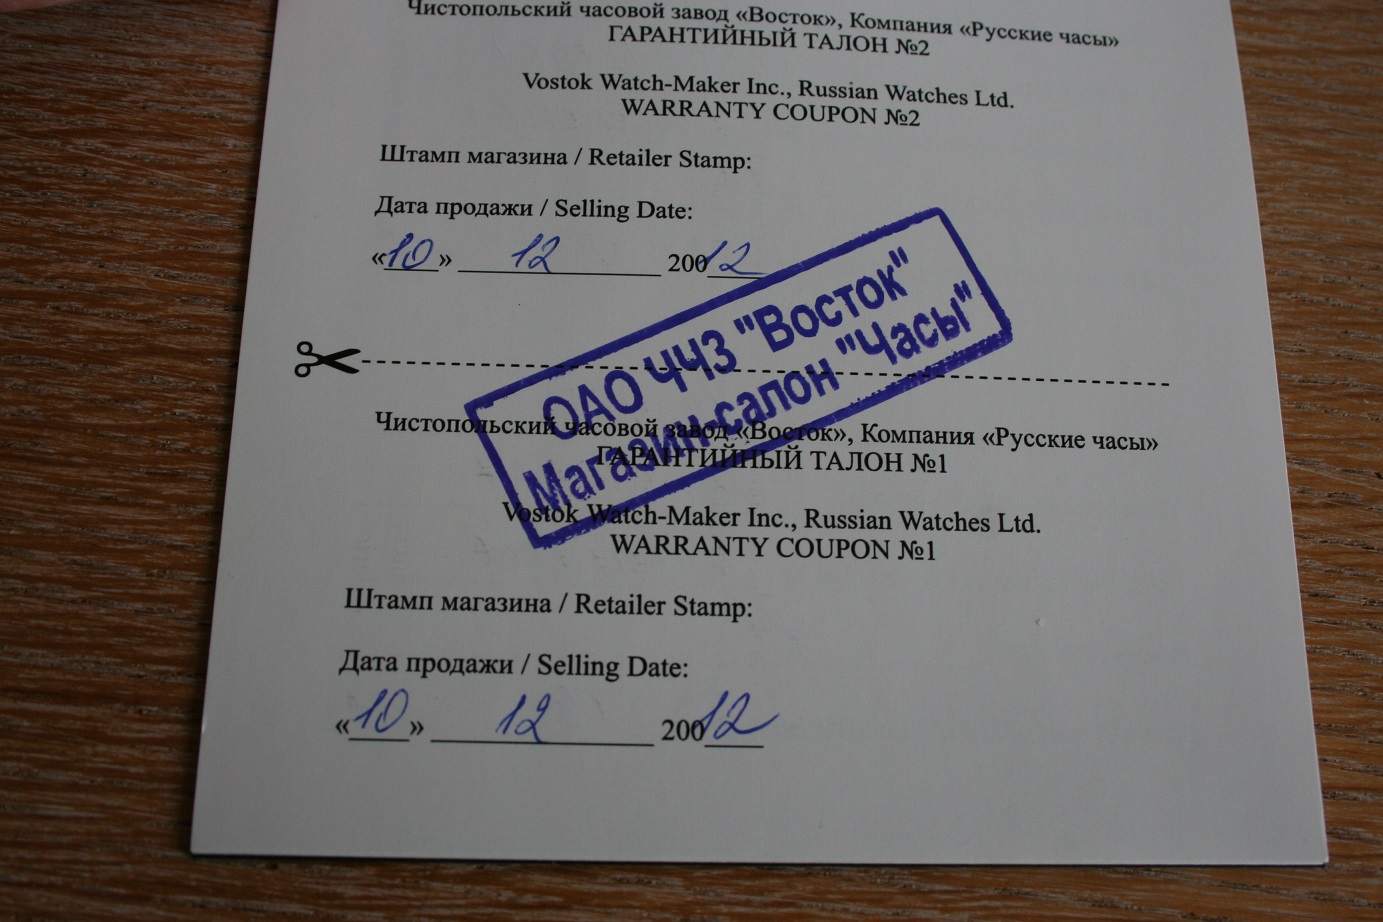 Чистопольский часовой завод «Восток», Компания «Русские часы»
ГАРАНТИЙНЫЙ ТАЛОН №2
Vostok Watch-Maker Inc., Russian Watches Ltd.
WARRANTY COUPON №2
Штамп магазина / Retailer Stamp:
Дата продажи / Selling Date:
«10» 12 20012
ОАО ЧЧЗ "Восток"
Магазин-салон "Часы"
Чистопольский часовой завод «Восток», Компания «Русские часы»
ГАРАНТИЙНЫЙ ТАЛОН №1
Vostok Watch-Maker Inc., Russian Watches Ltd.
WARRANTY COUPON №1
Штамп магазина / Retailer Stamp:
Дата продажи / Selling Date:
«10» 12 20012